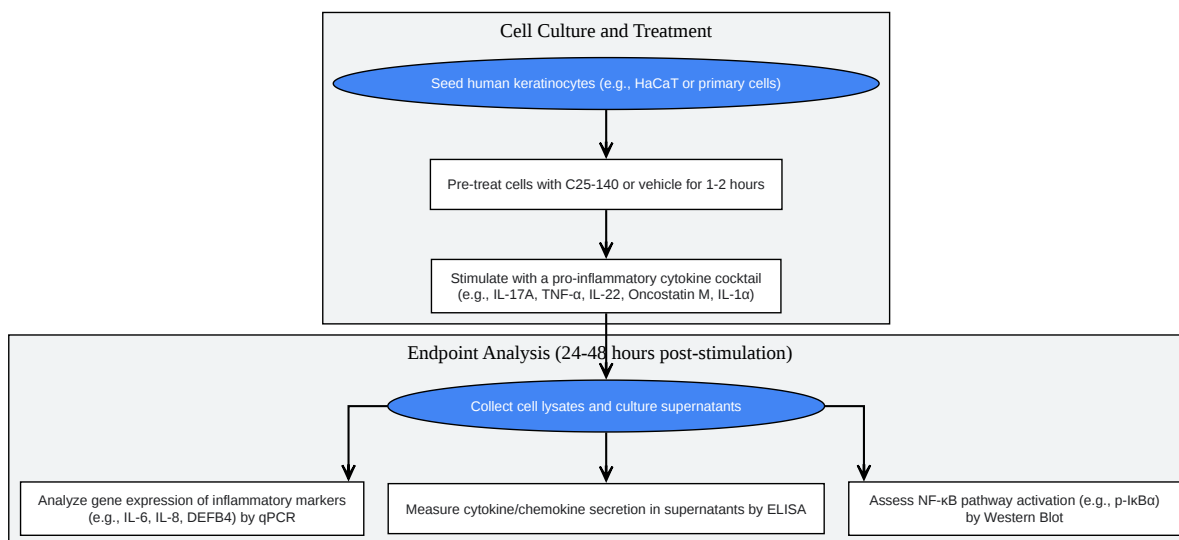 Cell Culture and Treatment
Seed human keratinocytes (e.g., HaCaT or primary cells)
Pre-treat cells with C25-140 or vehicle for 1-2 hours
Stimulate with a pro-inflammatory cytokine cocktail
(e.g., IL-17A, TNF-α, IL-22, Oncostatin M, IL-1α)
Endpoint Analysis (24-48 hours post-stimulation)
Collect cell lysates and culture supernatants
Analyze gene expression of inflammatory markers
(e.g., IL-6, IL-8, DEFB4) by qPCR
Measure cytokine/chemokine secretion in supernatants by ELISA
Assess NF-κB pathway activation (e.g., p-IκBα)
by Western Blot